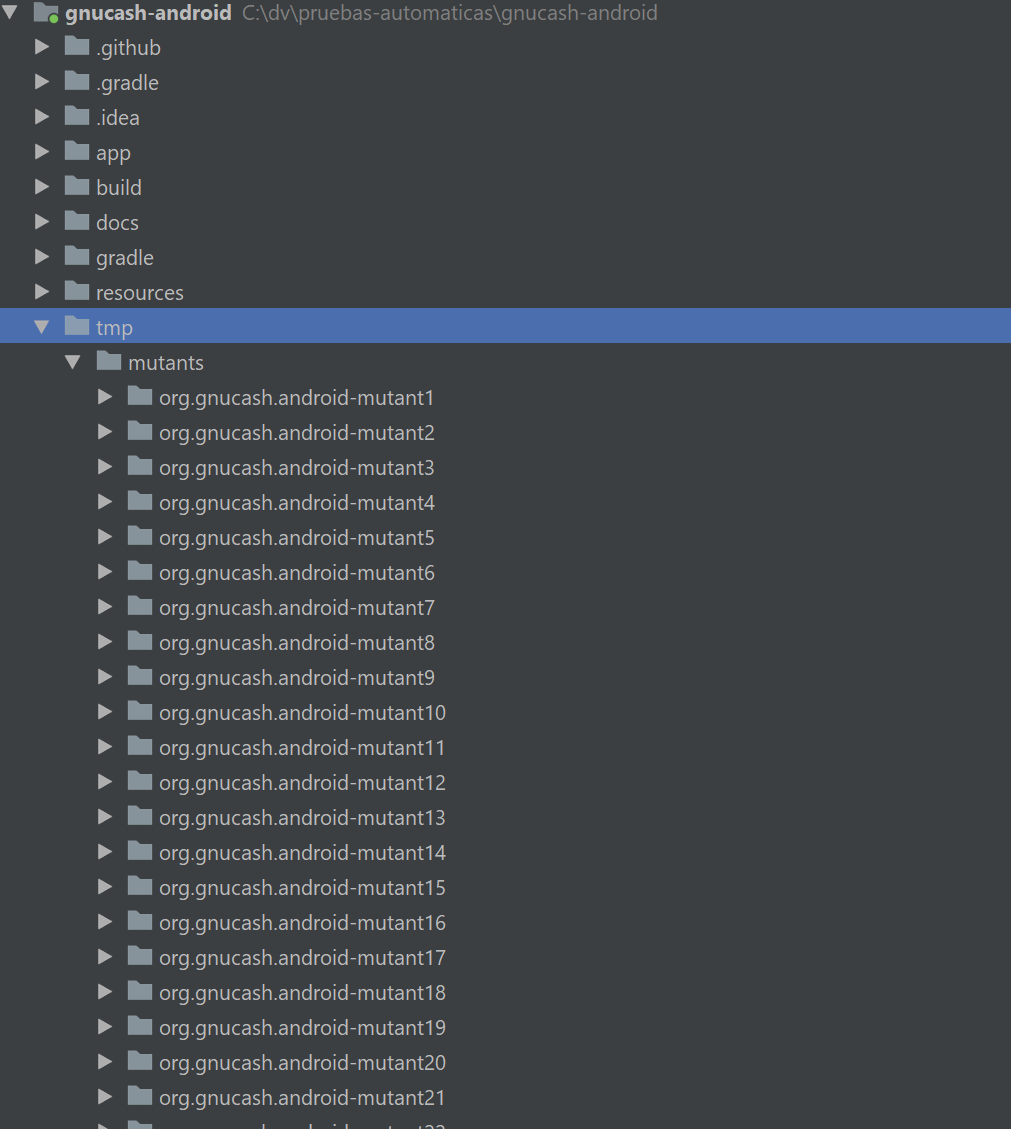 gnucash-android C:\dv\pruebas-automaticas\gnucash-android
.github
.gradle
.idea
app
build
docs
gradle
resources
tmp
mutants
org.gnucash.android-mutant1
org.gnucash.android-mutant2
org.gnucash.android-mutant3
org.gnucash.android-mutant4
org.gnucash.android-mutant5
org.gnucash.android-mutant6
org.gnucash.android-mutant7
org.gnucash.android-mutant8
org.gnucash.android-mutant9
org.gnucash.android-mutant10
org.gnucash.android-mutant11
org.gnucash.android-mutant12
org.gnucash.android-mutant13
org.gnucash.android-mutant14
org.gnucash.android-mutant15
org.gnucash.android-mutant16
org.gnucash.android-mutant17
org.gnucash.android-mutant18
org.gnucash.android-mutant19
org.gnucash.android-mutant20
org.gnucash.android-mutant21